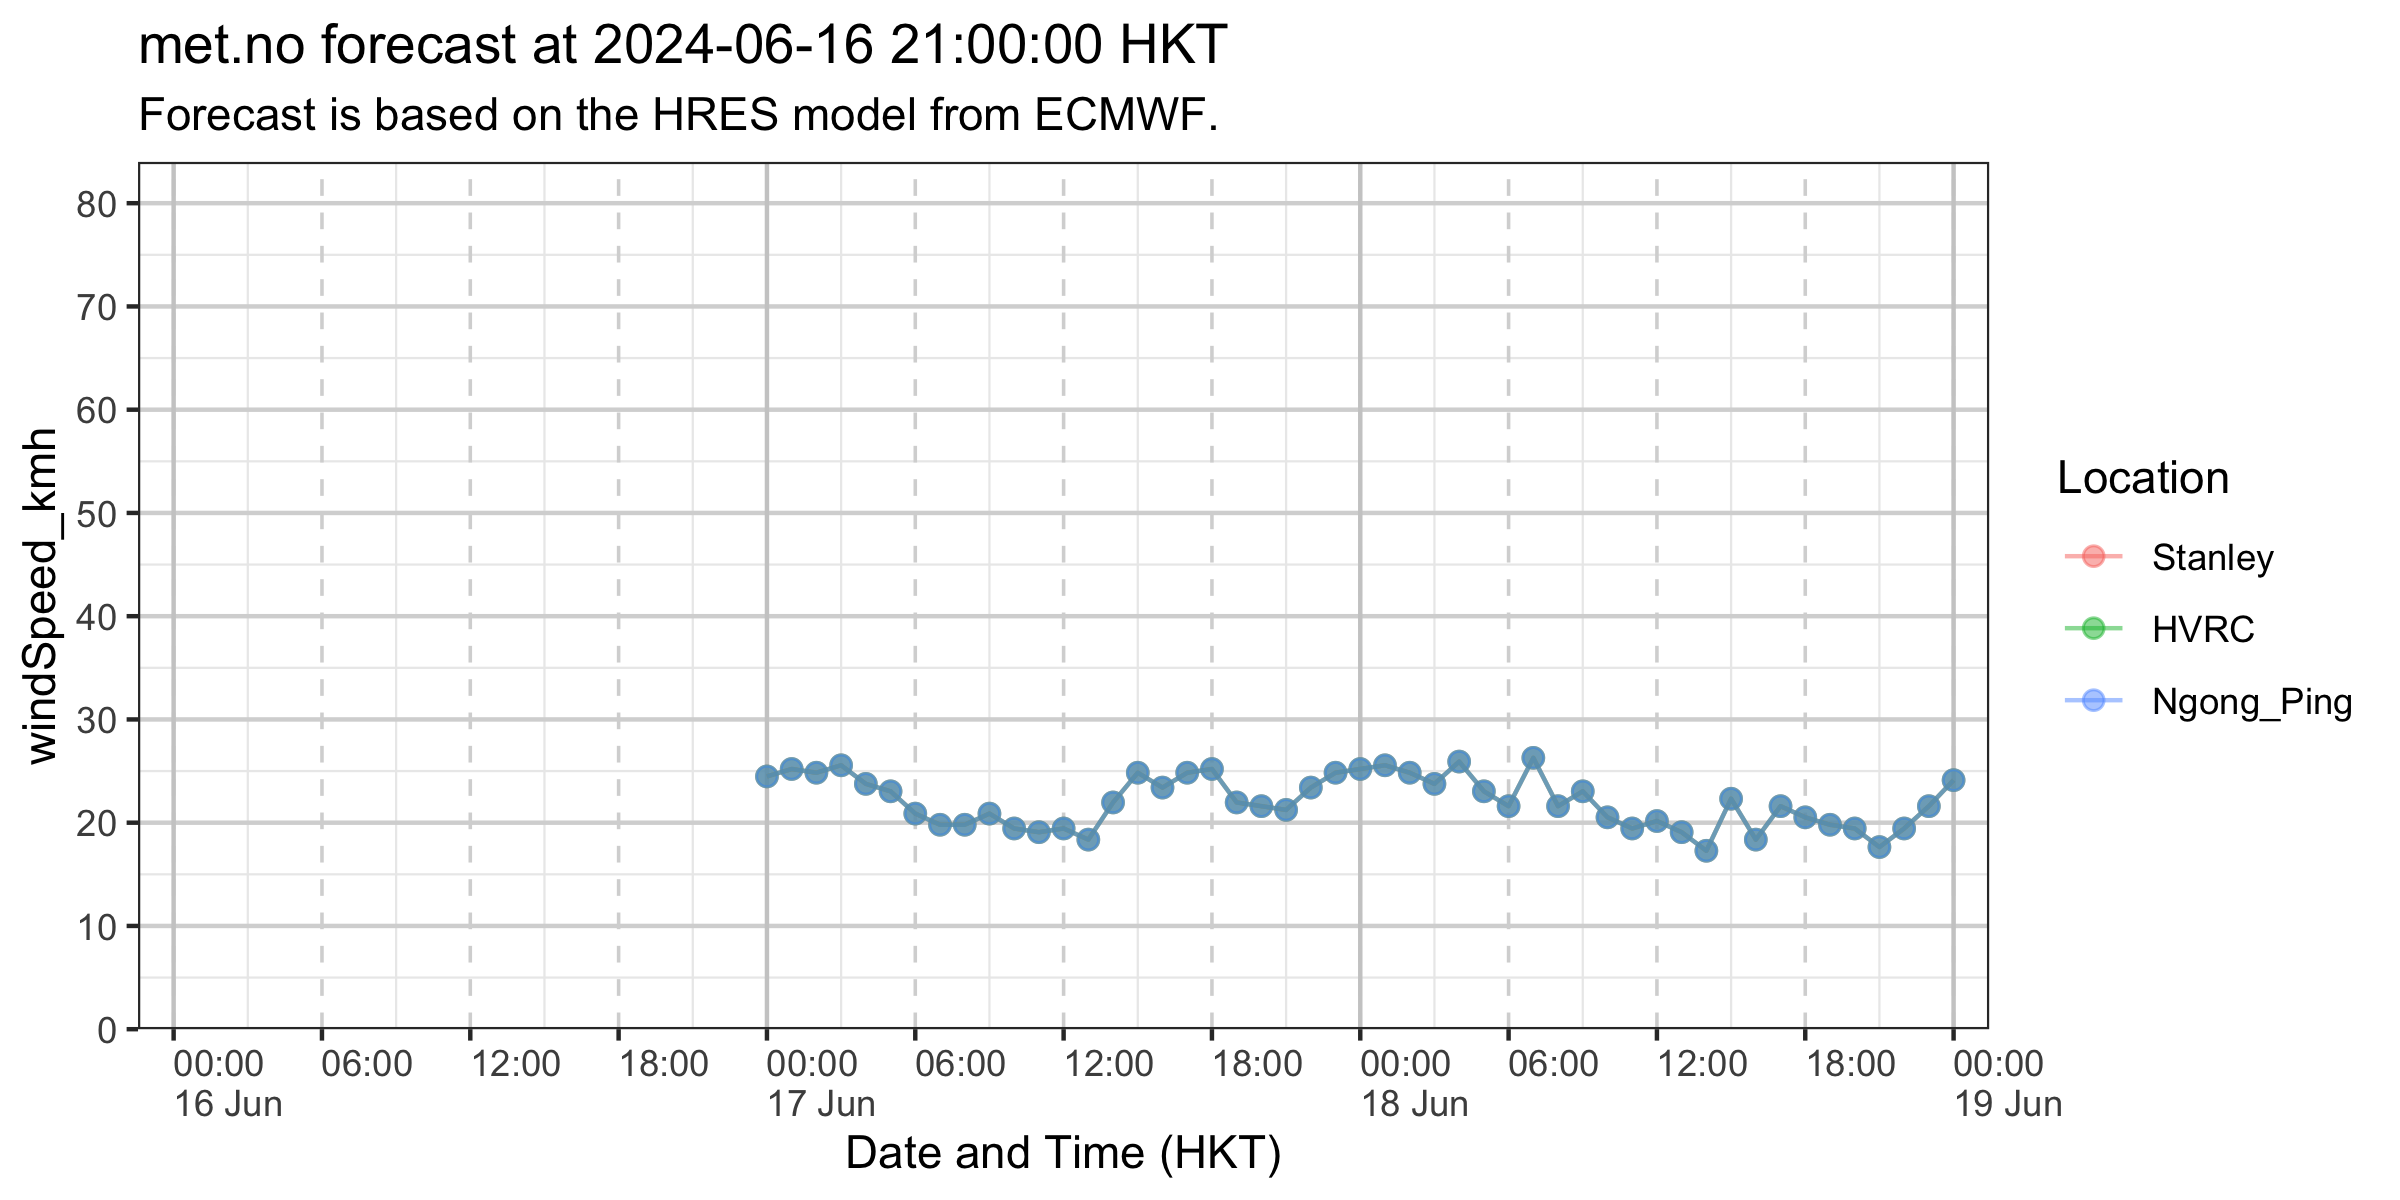 met.no forecast at 2024-06-16 21:00:00 HKT
Forecast is based on the HRES model from ECMWF.
windSpeed_kmh
80
70
60
50
40
30
20
10
0
00:00 06:00 12:00 18:00 00:00 06:00 12:00 18:00 00:00 06:00 12:00 18:00 00:00
16 Jun 17 Jun 18 Jun 19 Jun
Date and Time (HKT)
Location
Stanley
HVRC
Ngong_Ping